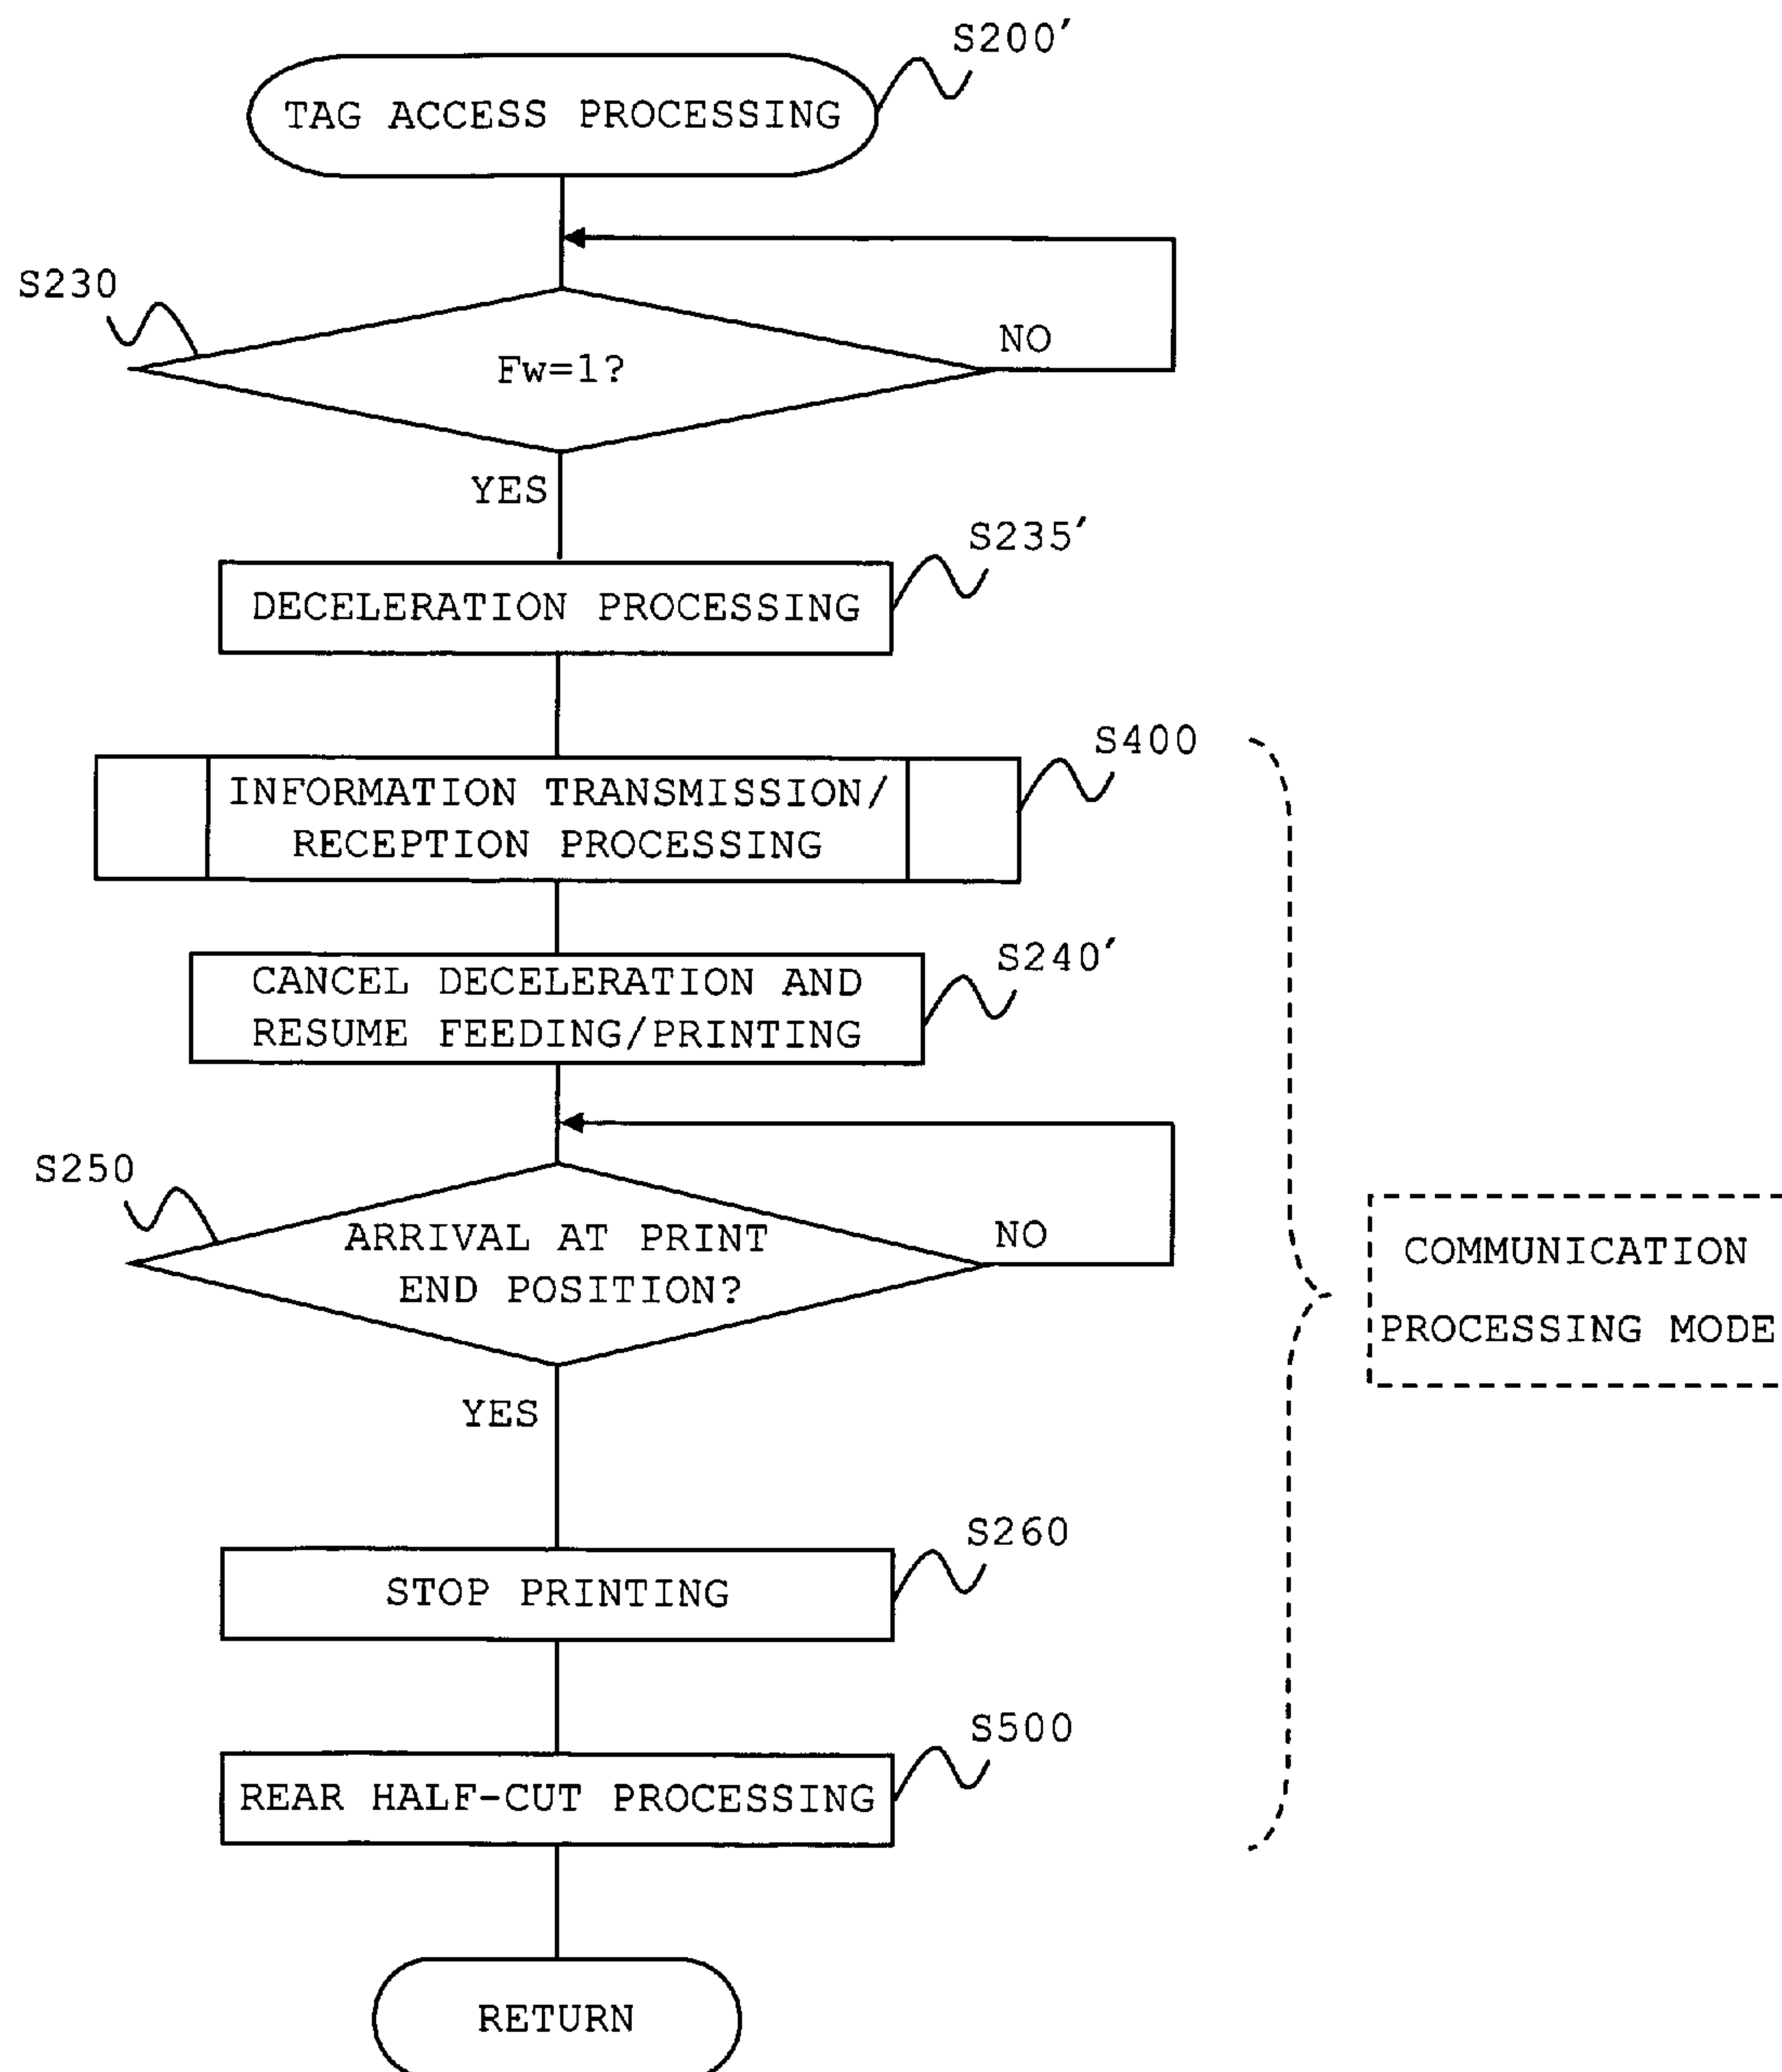 S200'
TAG ACCESS PROCESSING
S230
Fw=1?
NO
YES
S235'
DECELERATION PROCESSING
S400
INFORMATION TRANSMISSION/
RECEPTION PROCESSING
S240'
CANCEL DECELERATION AND
RESUME FEEDING/PRINTING
S250
ARRIVAL AT PRINT
END POSITION?
NO
YES
COMMUNICATION
PROCESSING MODE
S260
STOP PRINTING
S500
REAR HALF-CUT PROCESSING
RETURN